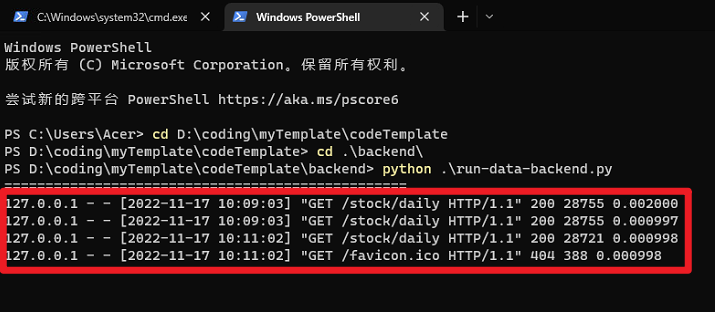 C:\Windows\system32\cmd.exe
Windows PowerShell
Windows PowerShell
版权所有 (C) Microsoft Corporation。保留所有权利。
尝试新的跨平台 PowerShell https://aka.ms/pscore6
PS C:\Users\Acer> cd D:\coding\myTemplate\codeTemplate
PS D:\coding\myTemplate\codeTemplate> cd .\backend\
PS D:\coding\myTemplate\codeTemplate\backend> python .\run-data-backend.py
==================================================
127.0.0.1 - - [2022-11-17 10:09:03] "GET /stock/daily HTTP/1.1" 200 28755 0.002000
127.0.0.1 - - [2022-11-17 10:09:03] "GET /stock/daily HTTP/1.1" 200 28755 0.000997
127.0.0.1 - - [2022-11-17 10:11:02] "GET /stock/daily HTTP/1.1" 200 28721 0.000998
127.0.0.1 - - [2022-11-17 10:11:02] "GET /favicon.ico HTTP/1.1" 404 388 0.000998